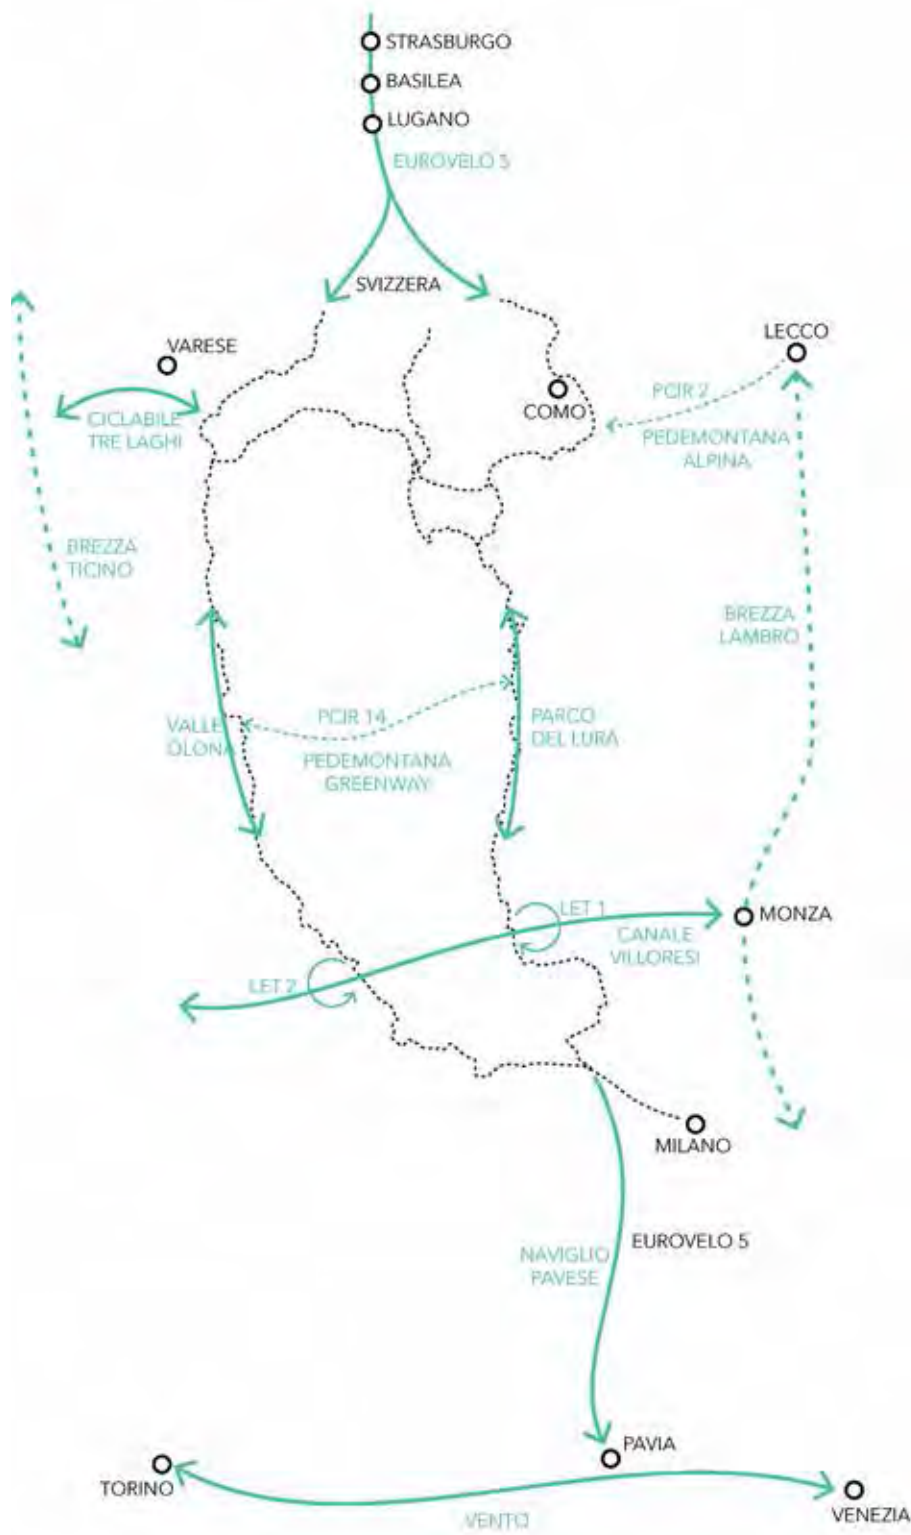 STRASBURGO
BASILEA
LUGANO
EUROVELO 5
SVIZZERA
VARESE
LECCO
PCIR 2
COMO
CICLABILE
TRE LAGHI
PEDEMONTANA
ALPINA
BREZZA
TICINO
BREZZA
LAMBRO
VALLE
OLONA
PCIR 14
PARCO
DEL LURA
PEDEMONTANA
GREENWAY
LET 1
MONZA
CANALE
VILLORESI
LET 2
MILANO
EUROVELO 5
NAVIGLIO
PAVESE
PAVIA
TORINO
VENTO
VENEZIA